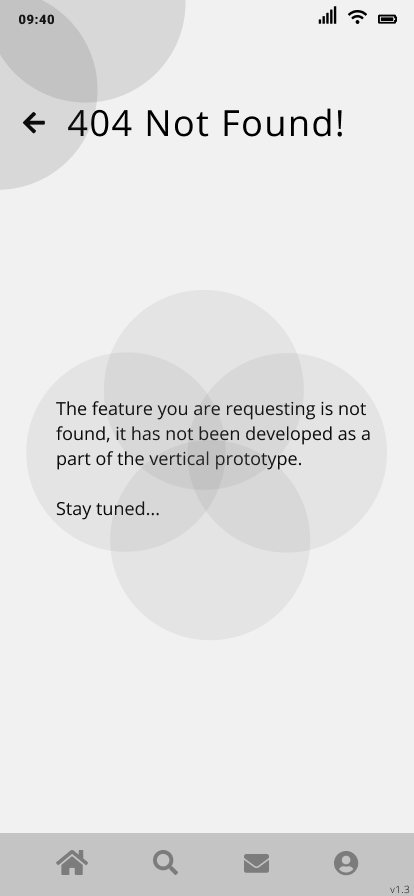 09:40
404 Not Found!
The feature you are requesting is not
found, it has not been developed as a
part of the vertical prototype.
Stay tuned...
v1.3